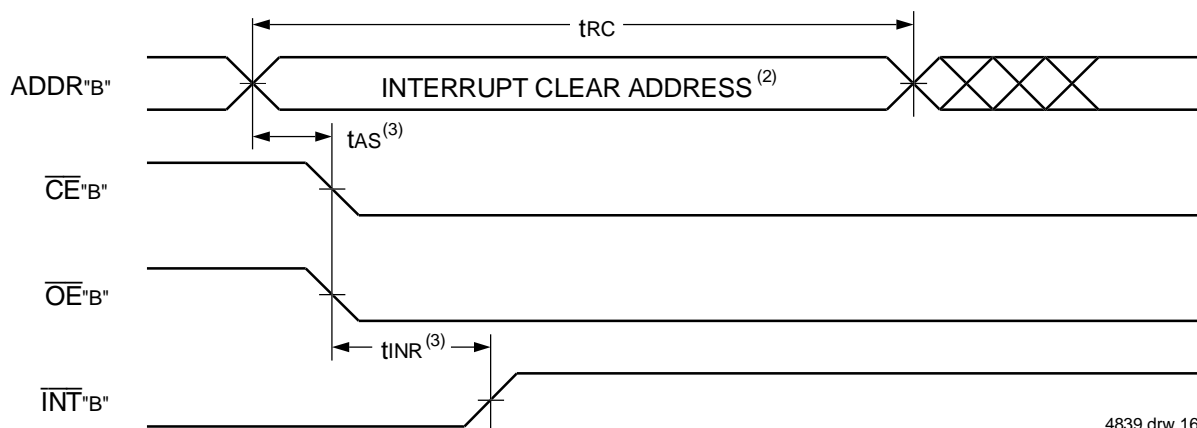 tRC
ADDR"B"
INTERRUPT CLEAR ADDRESS (2)
tAS(3)
CE"B"
OE"B"
tINR (3)
INT"B"
4839 drw 16